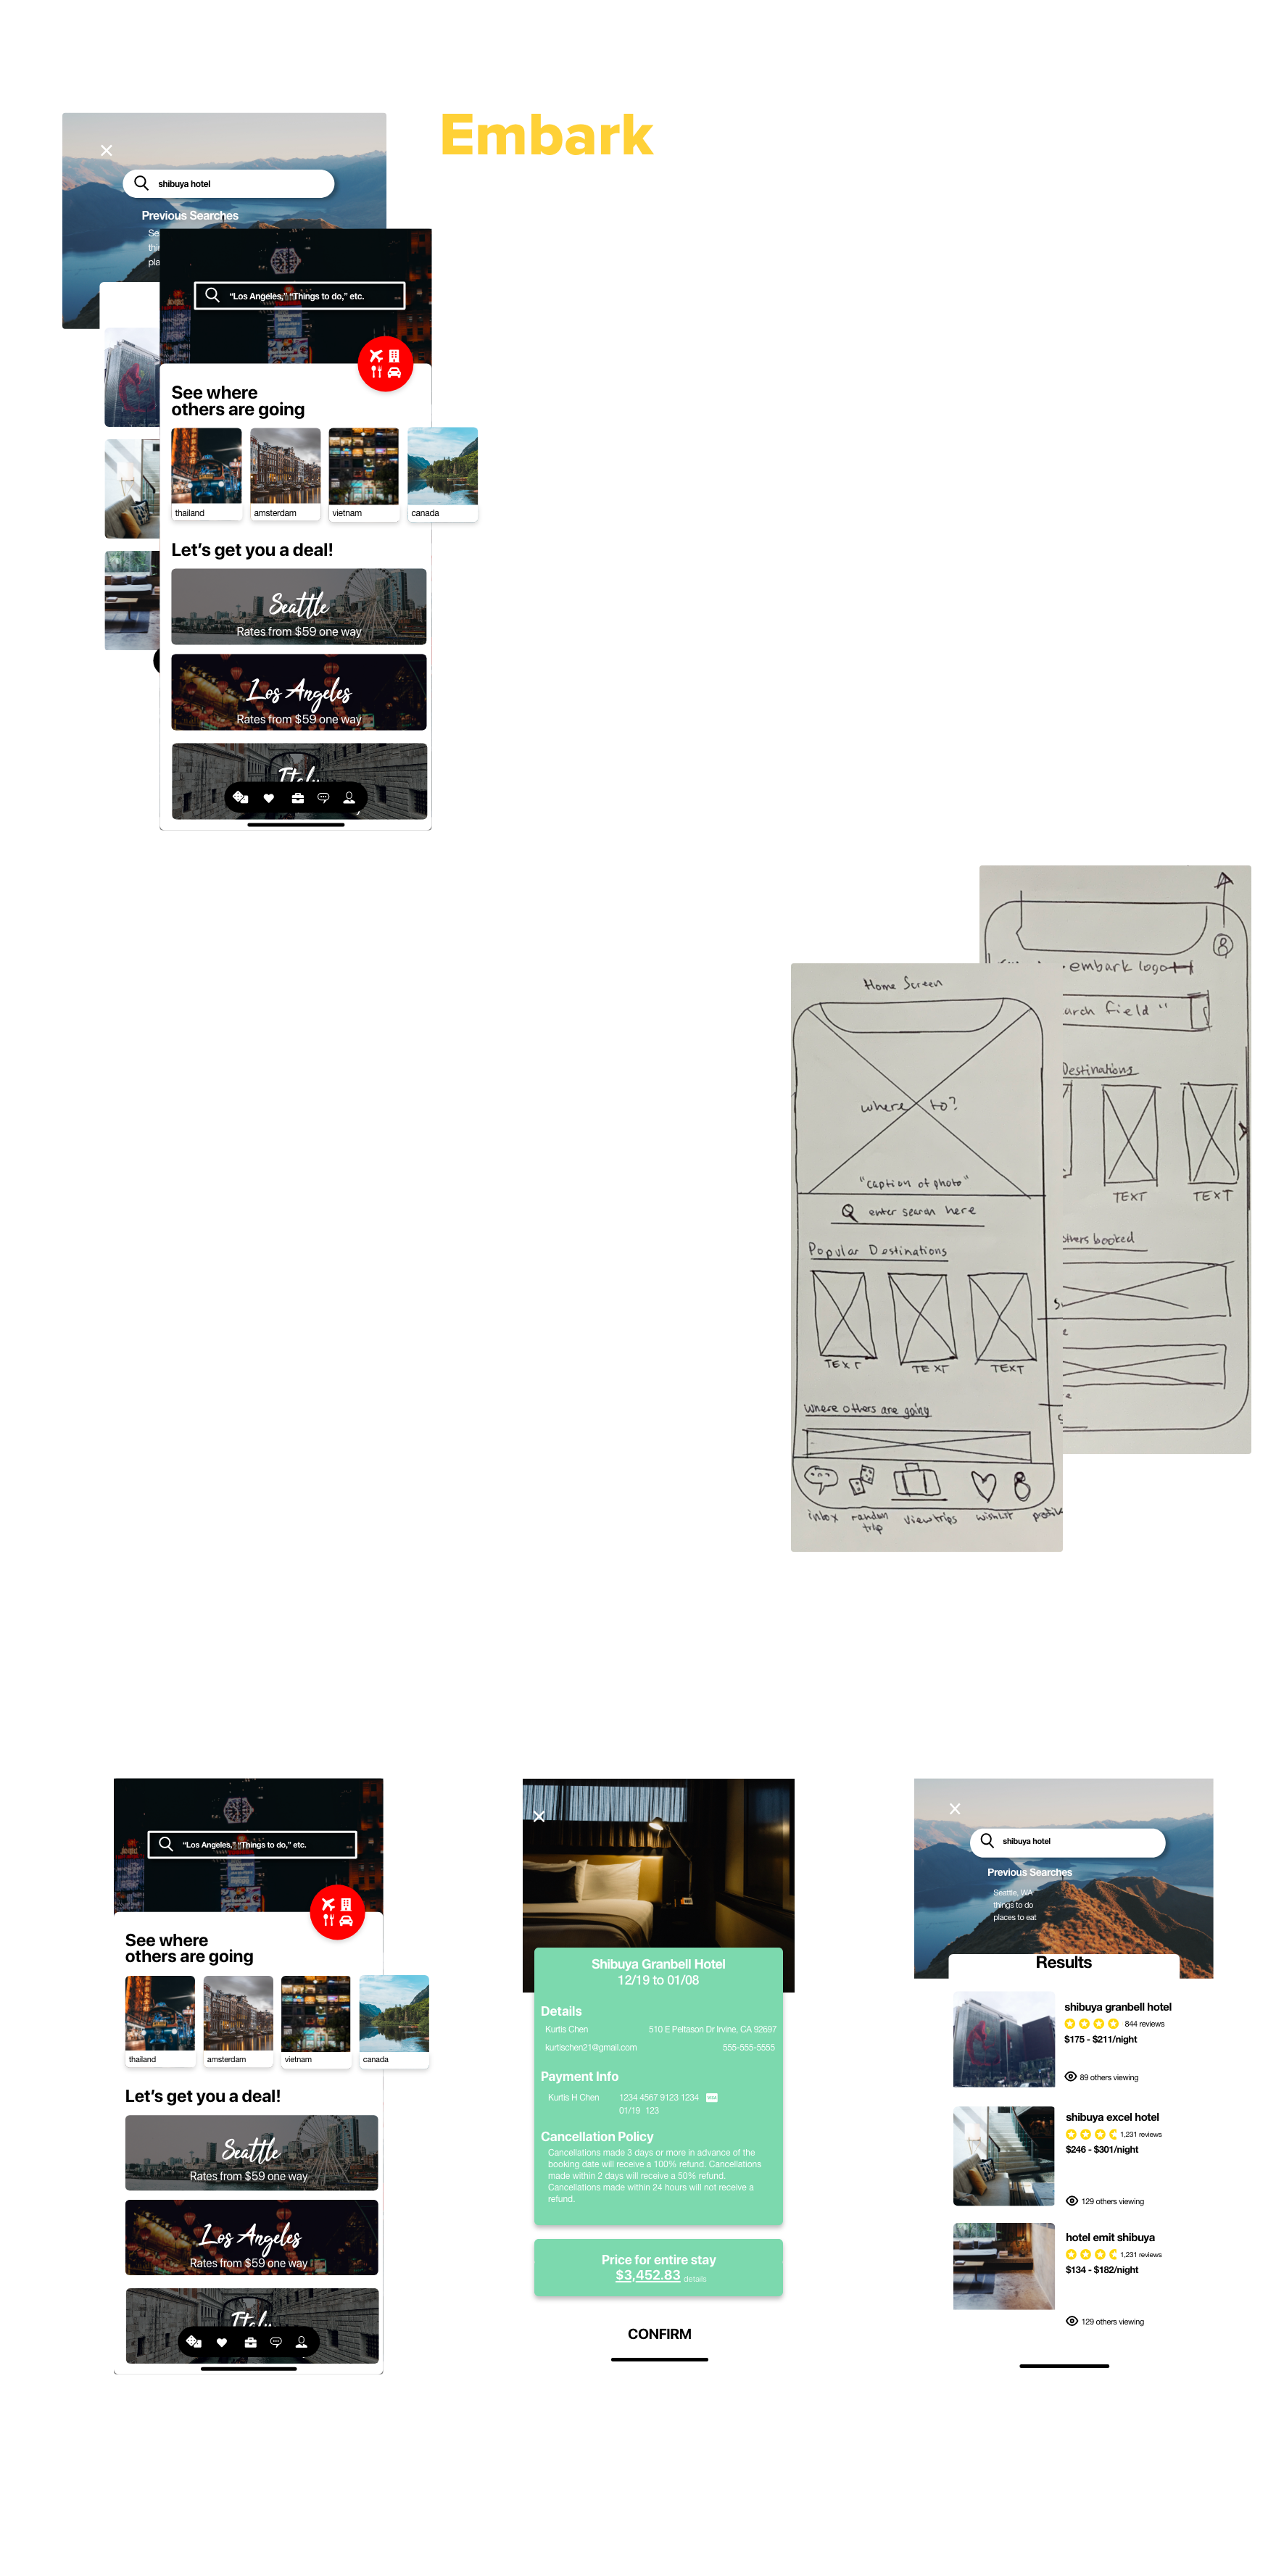 Embark
shibuya hotel
Previous Searches
Se
thi
pla
“Los Angeles,” “Things to do,” etc.
See where
others are going
thailand
amsterdam
vietnam
canada
Let’s get you a deal!
Seattle
Rates from $59 one way
Los Angeles
Rates from $59 one way
Italy
embark logo
arch field "
Destinations
TEXT
TEXT
others booked
Home Screen
where to?
"caption of photo"
enter search here
Popular Destinations
TEXT
TEXT
TEXT
Where others are going
inbox
random
trip
view trips
wishlist
“Los Angeles,” “Things to do,” etc.
See where
others are going
thailand
amsterdam
vietnam
canada
Let’s get you a deal!
Seattle
Rates from $59 one way
Los Angeles
Rates from $59 one way
Italy
Shibuya Granbell Hotel
12/19 to 01/08
Details
Kurtis Chen 510 E Peltason Dr Irvine, CA 92697
kurtischen21@gmail.com 555-555-5555
Payment Info
Kurtis H Chen 1234 4567 9123 1234
01/19 123
Cancellation Policy
Cancellations made 3 days or more in advance of the
booking date will receive a 100% refund. Cancellations
made within 2 days will receive a 50% refund.
Cancellations made within 24 hours will not receive a
refund.
Price for entire stay
$3,452.83 details
CONFIRM
shibuya hotel
Previous Searches
Seattle, WA
things to do
places to eat
Results
shibuya granbell hotel
844 reviews
$175 - $211/night
89 others viewing
shibuya excel hotel
1,231 reviews
$246 - $301/night
129 others viewing
hotel emit shibuya
1,231 reviews
$134 - $182/night
129 others viewing